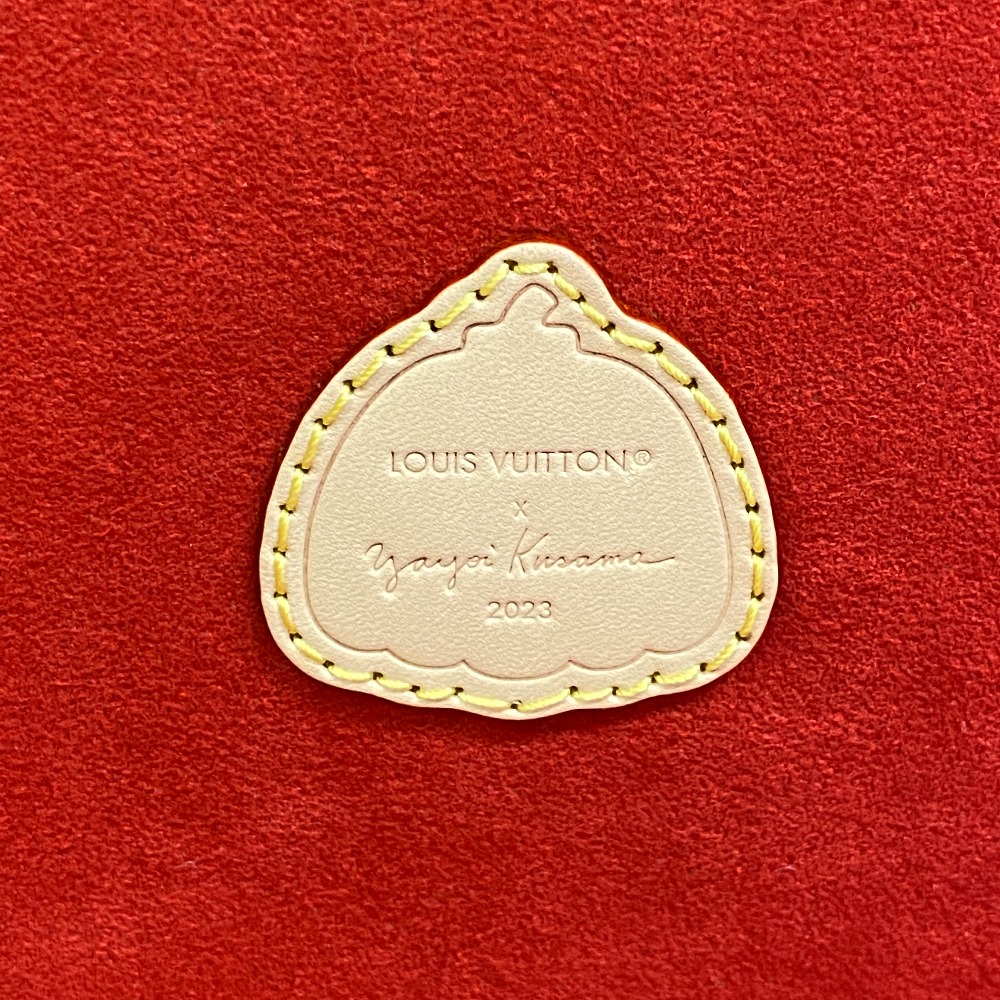 LOUIS VUITTON®
x
Yayoi Kusama
2023